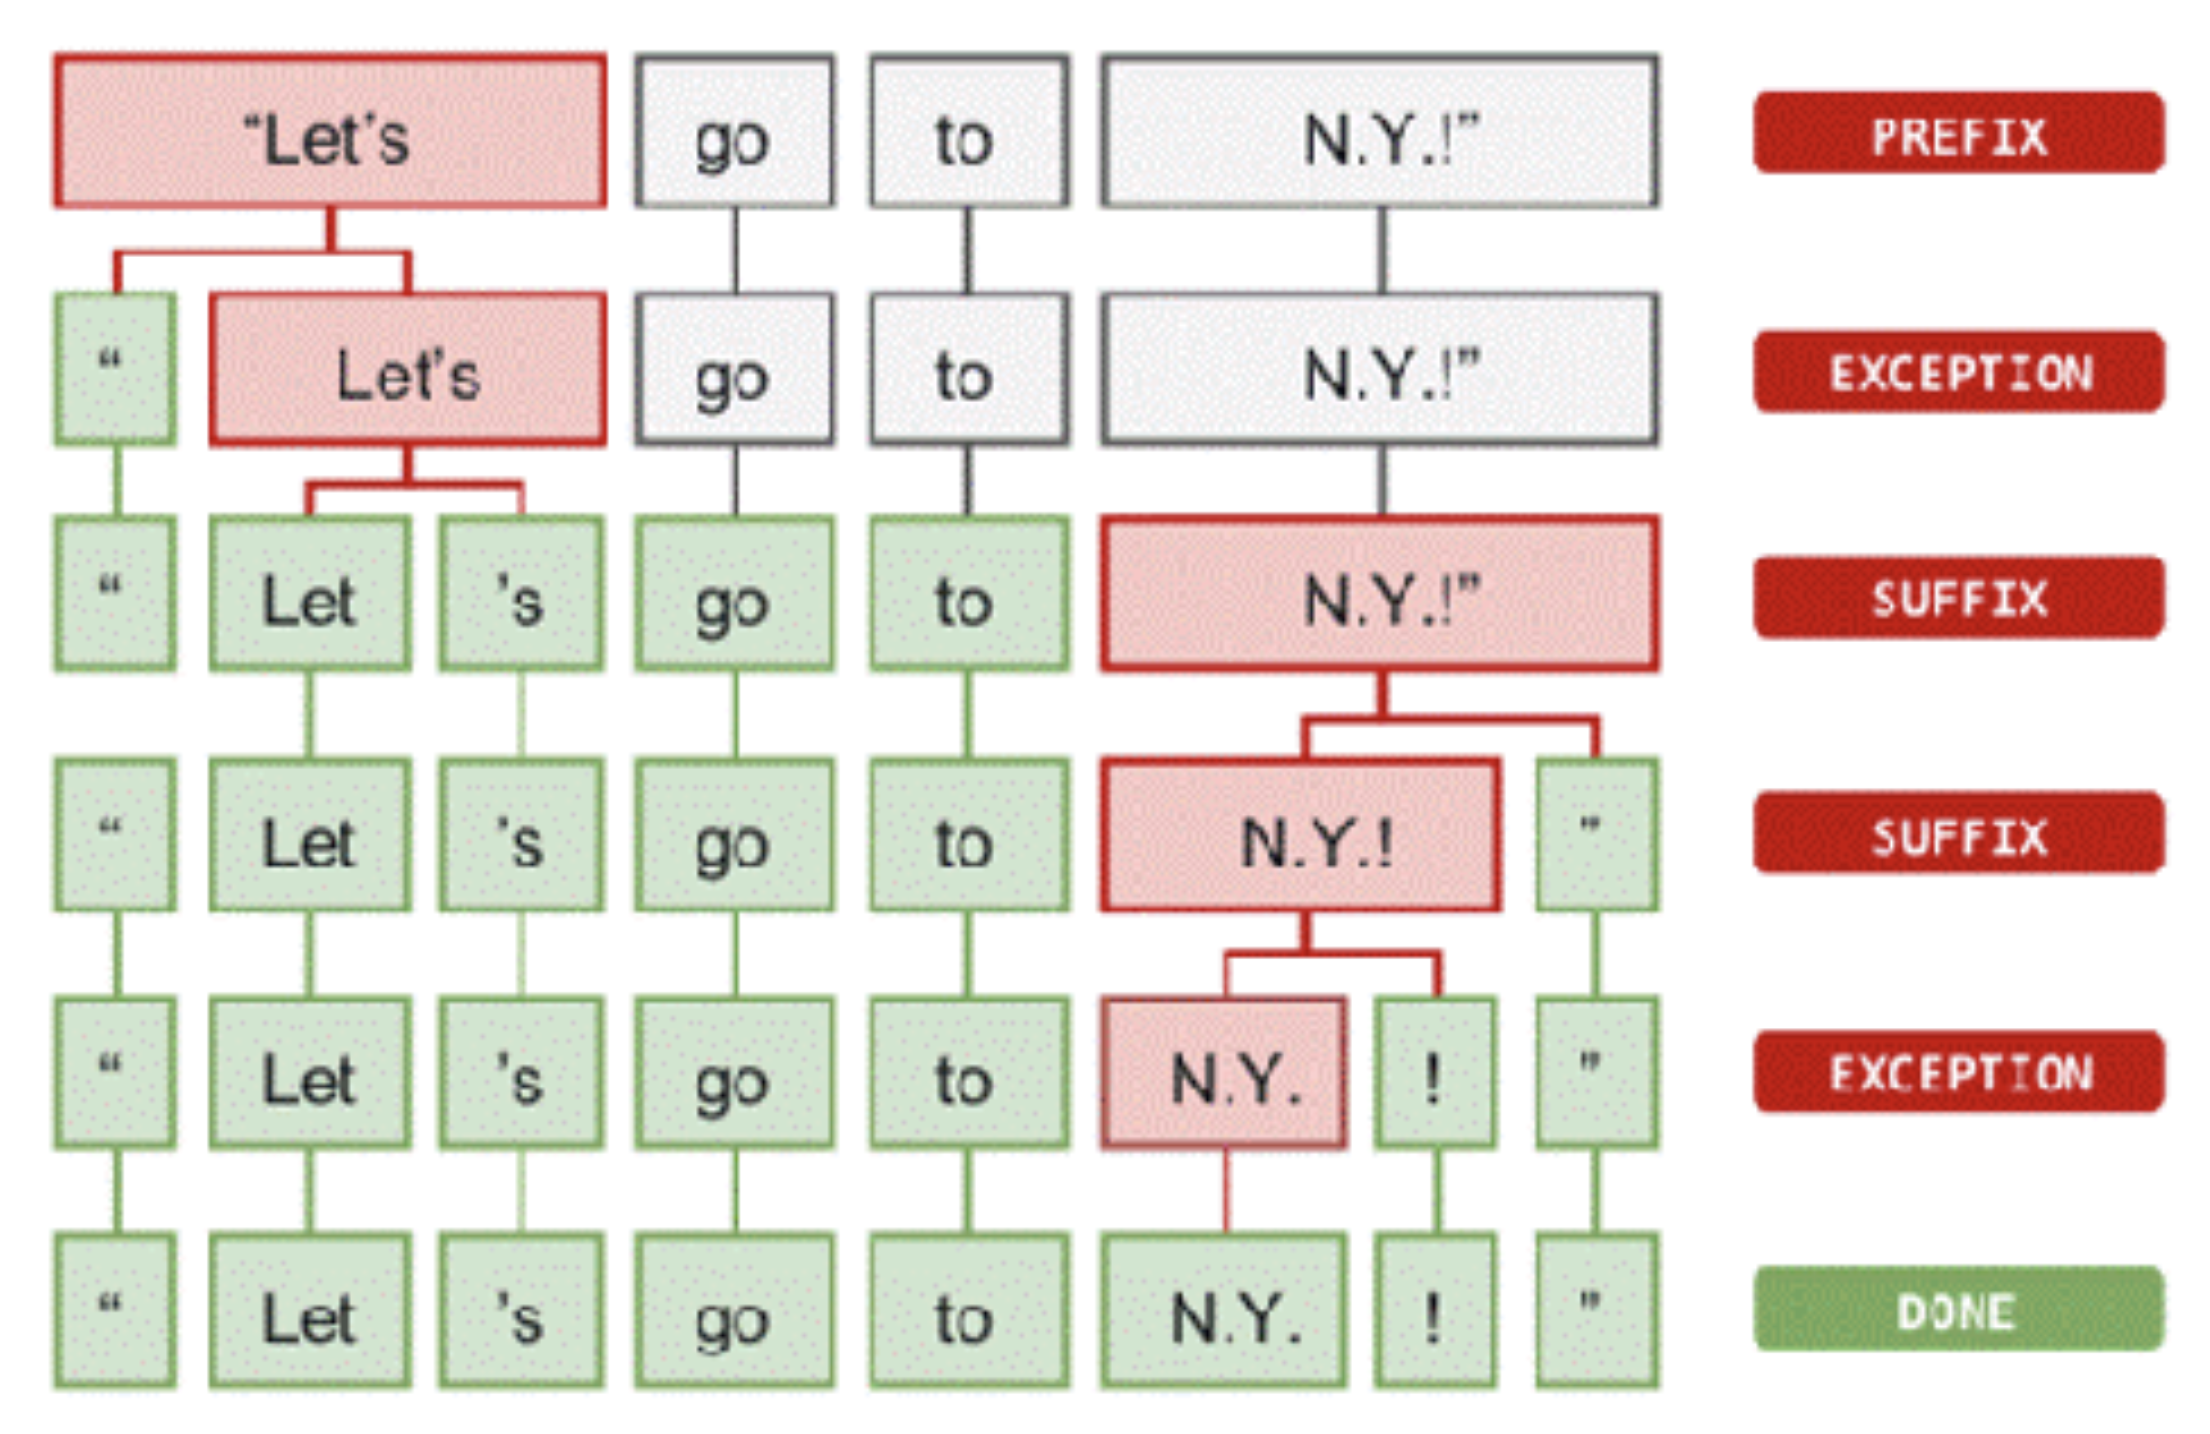 “Let’s go to N.Y.!” PREFIX
“ Let’s go to N.Y.!” EXCEPTION
“ Let ’s go to N.Y.!” SUFFIX
“ Let ’s go to N.Y.! ” SUFFIX
“ Let ’s go to N.Y. ! ” EXCEPTION
“ Let ’s go to N.Y. ! ” DONE